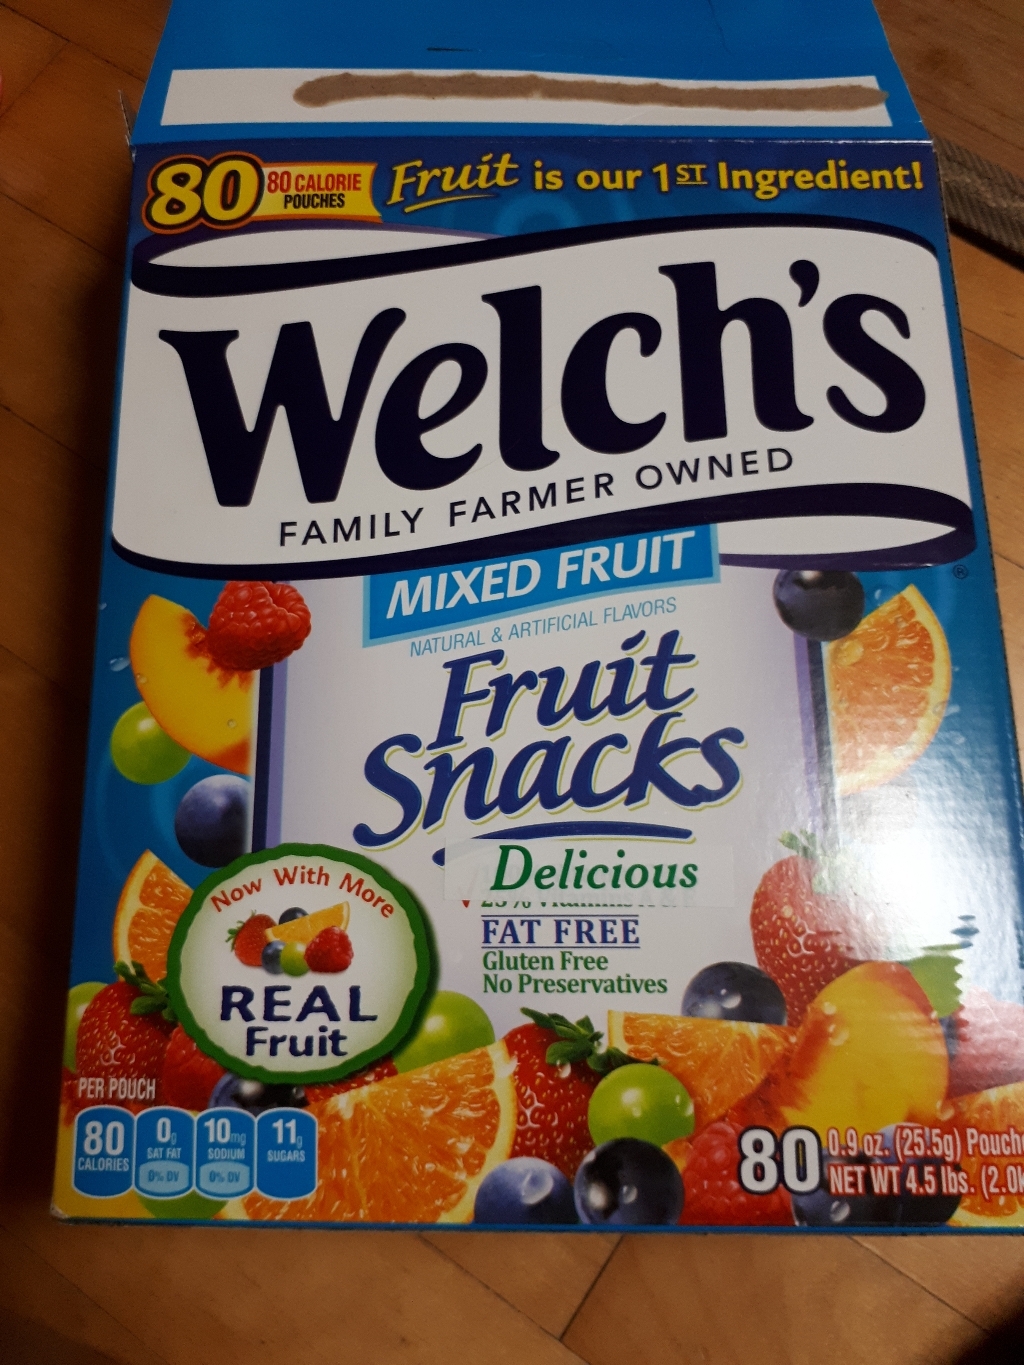 80 80 CALORIE POUCHES Fruit is our 1ST Ingredient!
Welch's
FAMILY FARMER OWNED
®
MIXED FRUIT
NATURAL & ARTIFICIAL FLAVORS
Fruit
Snacks
Delicious
FAT FREE
Gluten Free
No Preservatives
Now With More
REAL
Fruit
PER POUCH
80 CALORIES
0g SAT FAT 0% DV
10mg SODIUM 0% DV
11g SUGARS
80 0.9 oz. (25.5g) Pouche
NET WT 4.5 lbs. (2.0k